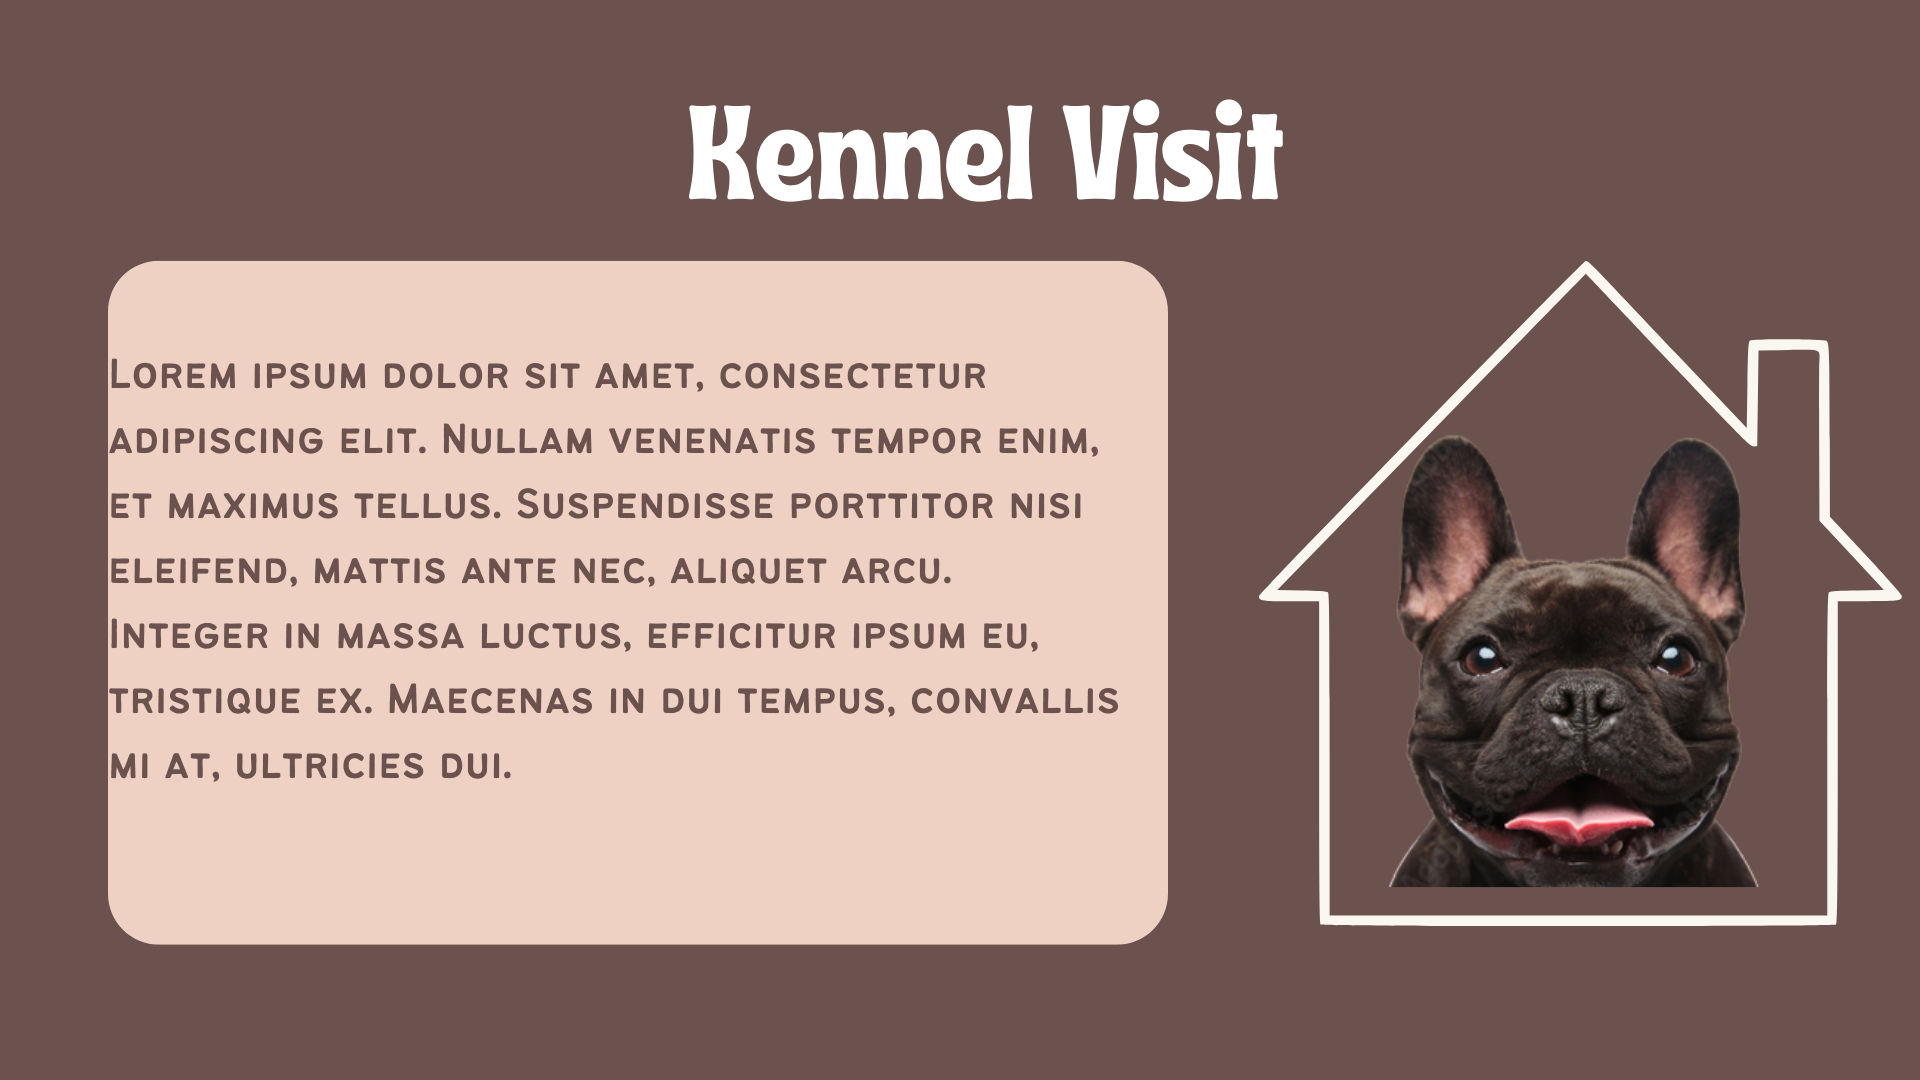 Kennel Visit
Lorem ipsum dolor sit amet, consectetur
adipiscing elit. Nullam venenatis tempor enim,
et maximus tellus. Suspendisse porttitor nisi
eleifend, mattis ante nec, aliquet arcu.
Integer in massa luctus, efficitur ipsum eu,
tristique ex. Maecenas in dui tempus, convallis
mi at, ultricies dui.